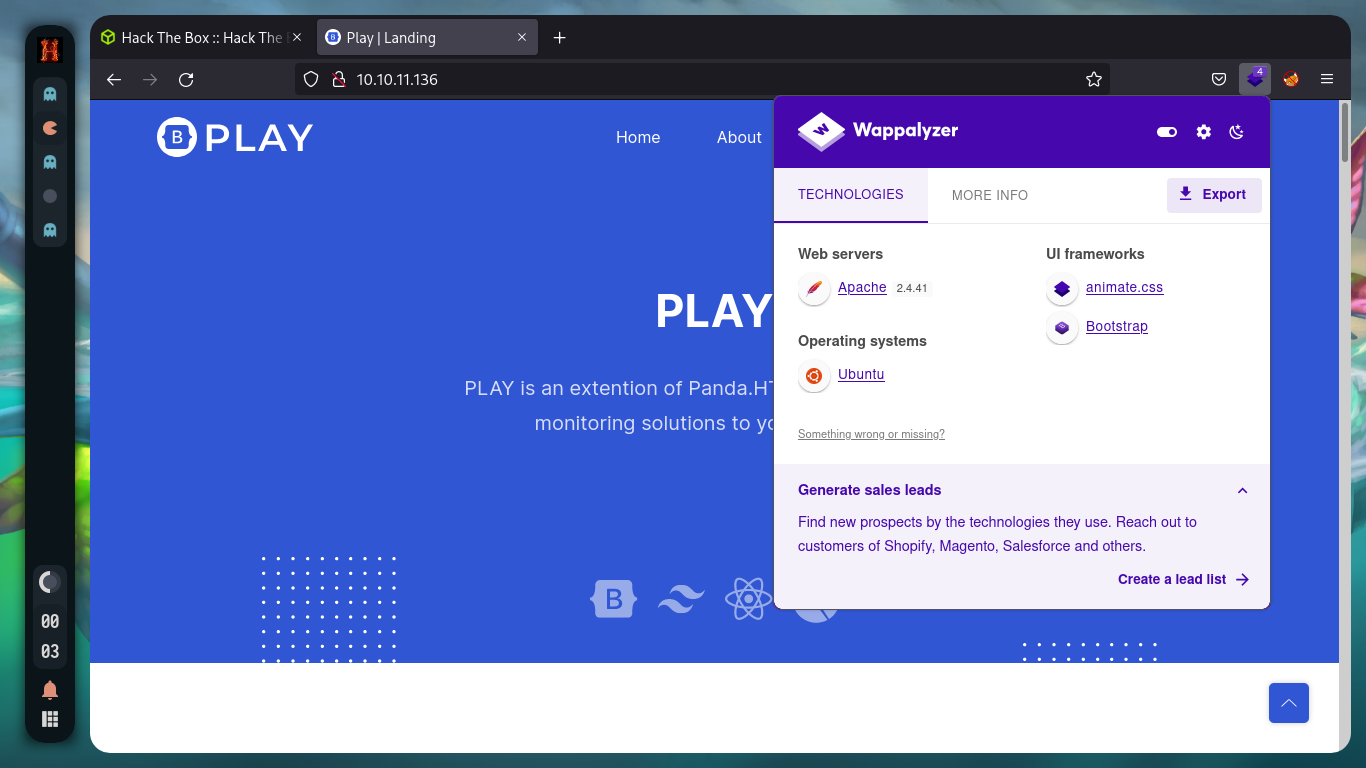 Hack The Box :: Hack The
Play | Landing
10.10.11.136
4
B PLAY
Home
About
PLAY
PLAY is an extention of Panda.HT
monitoring solutions to yo
B
Wappalyzer
TECHNOLOGIES
MORE INFO
Export
Web servers
Apache 2.4.41
Operating systems
Ubuntu
UI frameworks
animate.css
Bootstrap
Something wrong or missing?
Generate sales leads
Find new prospects by the technologies they use. Reach out to
customers of Shopify, Magento, Salesforce and others.
Create a lead list
00
03